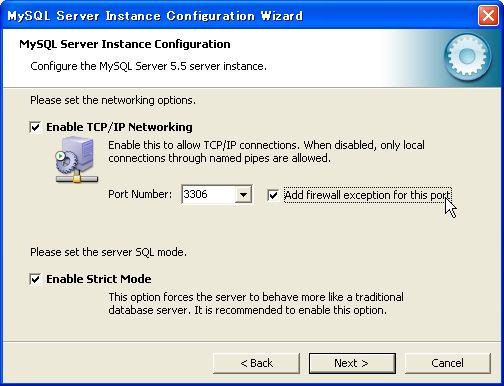 MySQL Server Instance Configuration Wizard
MySQL Server Instance Configuration
Configure the MySQL Server 5.5 server instance.
Please set the networking options.
Enable TCP/IP Networking
Enable this to allow TCP/IP connections. When disabled, only local
connections through named pipes are allowed.
Port Number: 3306 Add firewall exception for this port
Please set the server SQL mode.
Enable Strict Mode
This option forces the server to behave more like a traditional
database server. It is recommended to enable this option.
< Back Next > Cancel